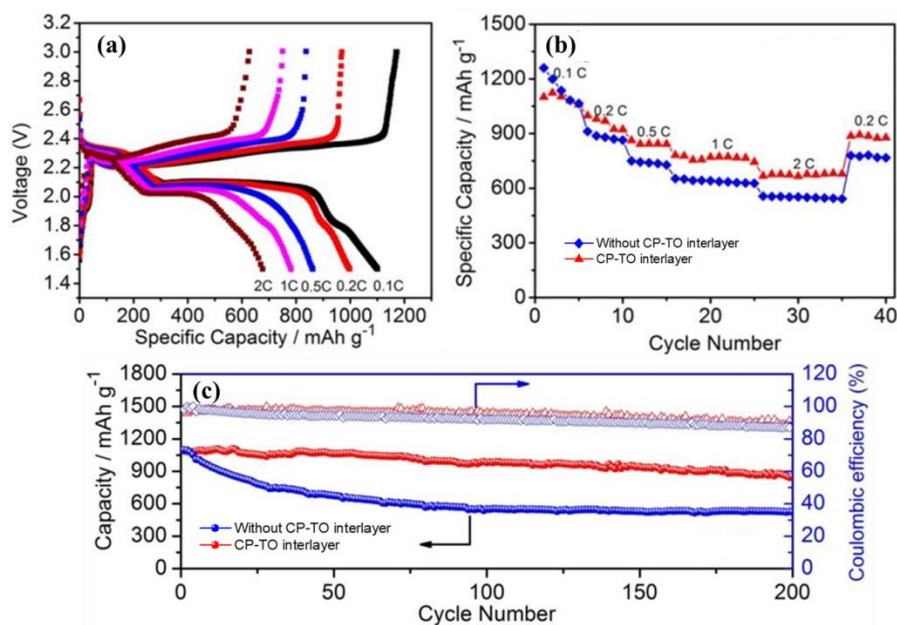 (a)
Voltage (V)
3.0
2.8
2.6
2.4
2.2
2.0
1.8
1.6
1.4
2C 1C 0.5C 0.2C 0.1C
0 200 400 600 800 1000 1200
Specific Capacity / mAh g-1
(b)
Specific Capacity / mAh g-1
1500
1200
900
600
300
0
0.1 C
0.2 C
0.5 C
1 C
2 C
0.2 C
Without CP-TO interlayer
CP-TO interlayer
0 10 20 30 40
Cycle Number
(c)
Capacity / mAh g-1
1800
1500
1200
900
600
300
0
Without CP-TO interlayer
CP-TO interlayer
0 50 100 150 200
Cycle Number
120
100
80
60
40
20
0
Coulombic efficiency (%)